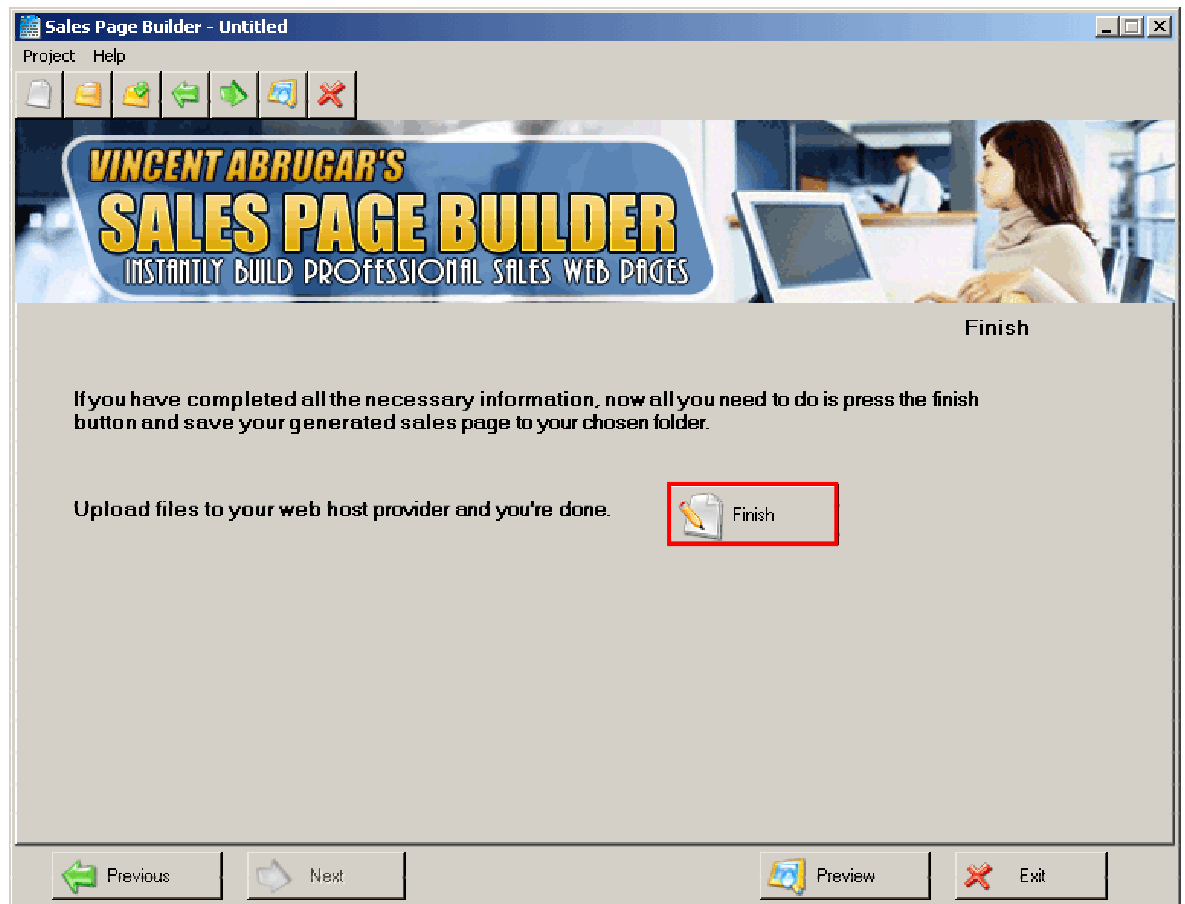 Sales Page Builder - Untitled
Project Help
VINCENT ABRUGAR'S
SALES PAGE BUILDER
INSTANTLY BUILD PROFESSIONAL SALES WEB PAGES
Finish
If you have completed all the necessary information, now all you need to do is press the finish
button and save your generated sales page to your chosen folder.
Upload files to your web host provider and you're done.
Finish
Previous
Next
Preview
Exit